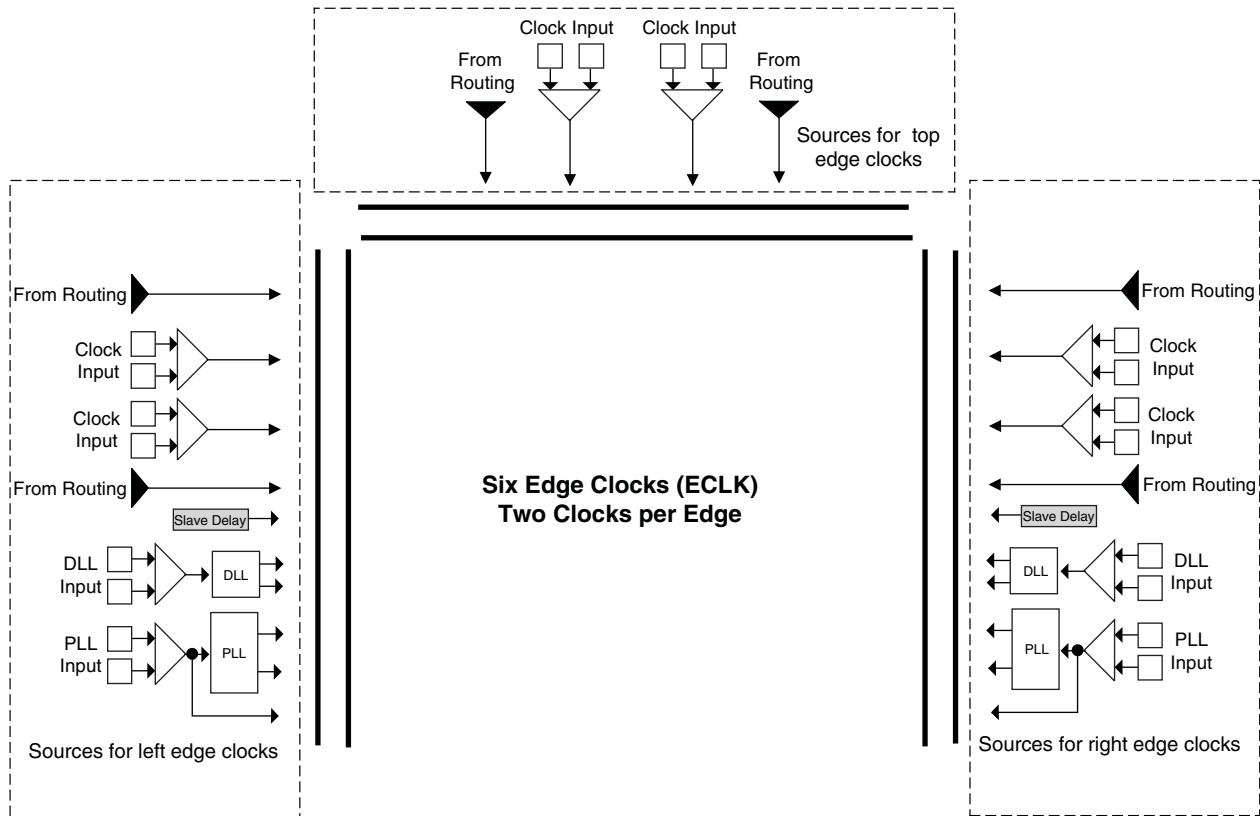 Clock Input
Clock Input
From
Routing
From
Routing
Sources for top
edge clocks
From Routing
Clock
Input
Clock
Input
From Routing
Slave Delay
DLL
Input
DLL
PLL
Input
PLL
Sources for left edge clocks
Six Edge Clocks (ECLK)
Two Clocks per Edge
From Routing
Clock
Input
Clock
Input
From Routing
Slave Delay
DLL
DLL
Input
PLL
PLL
Input
Sources for right edge clocks